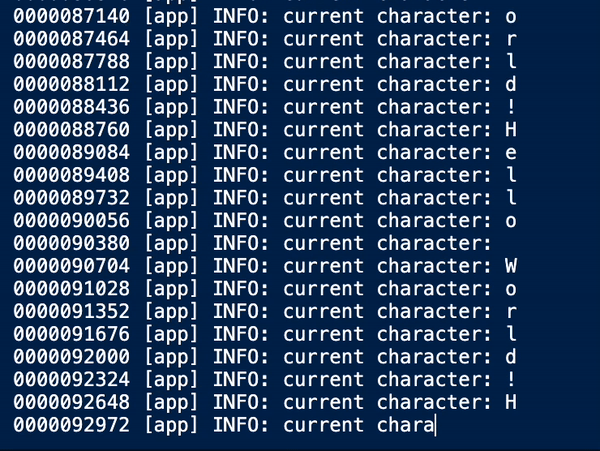 0000087140 [app] INFO: current character: o
0000087464 [app] INFO: current character: r
0000087788 [app] INFO: current character: l
0000088112 [app] INFO: current character: d
0000088436 [app] INFO: current character: !
0000088760 [app] INFO: current character: H
0000089084 [app] INFO: current character: e
0000089408 [app] INFO: current character: l
0000089732 [app] INFO: current character: l
0000090056 [app] INFO: current character: o
0000090380 [app] INFO: current character:
0000090704 [app] INFO: current character: W
0000091028 [app] INFO: current character: o
0000091352 [app] INFO: current character: r
0000091676 [app] INFO: current character: l
0000092000 [app] INFO: current character: d
0000092324 [app] INFO: current character: !
0000092648 [app] INFO: current character: H
0000092972 [app] INFO: current chara